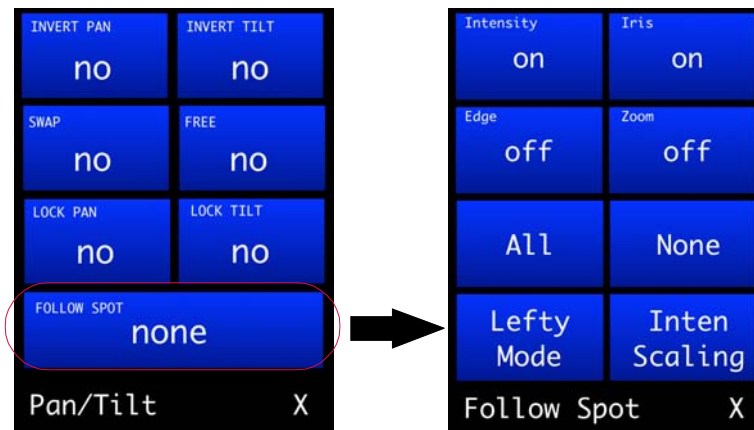 INVERT PAN INVERT TILT
no no
SWAP FREE
no no
LOCK PAN LOCK TILT
no no
FOLLOW SPOT
none
Pan/Tilt X
Intensity Iris
on on
Edge Zoom
off off
All None
Lefty Inten
Mode Scaling
Follow Spot X